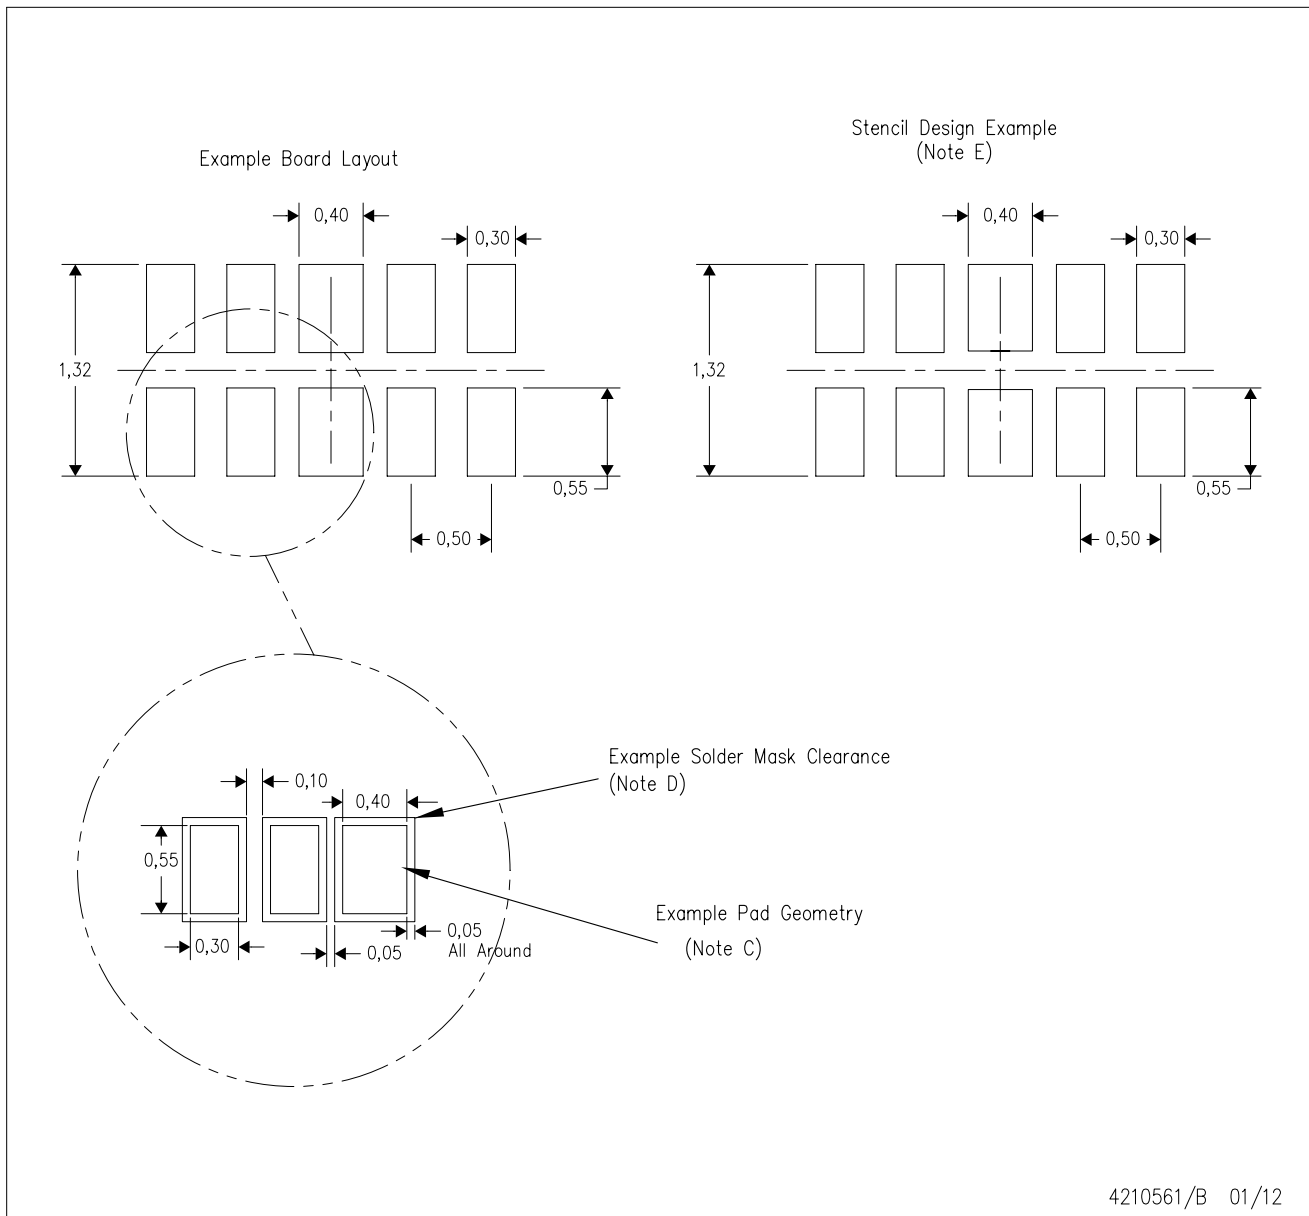 Example Board Layout
Stencil Design Example
(Note E)
0,40
0,30
1,32
0,55
0,50
0,40
0,30
1,32
0,55
0,50
Example Solder Mask Clearance
(Note D)
0,10
0,40
0,55
0,30
0,05
0,05
All Around
Example Pad Geometry
(Note C)
4210561/B 01/12